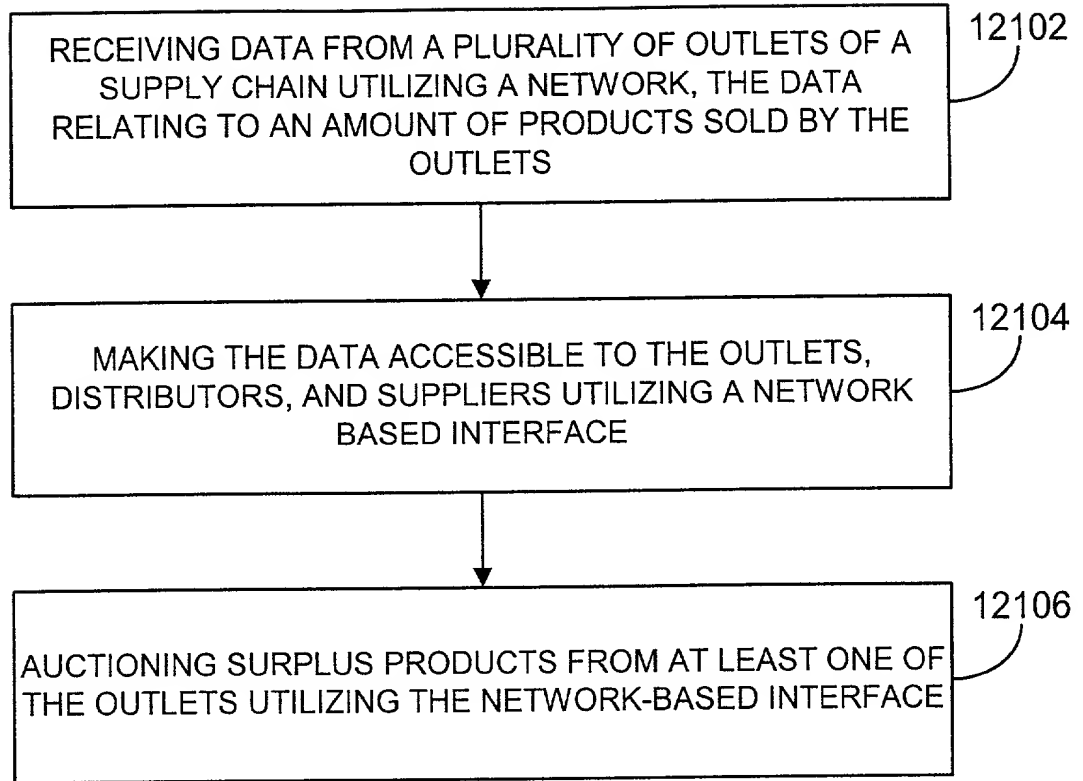 12102
RECEIVING DATA FROM A PLURALITY OF OUTLETS OF A
SUPPLY CHAIN UTILIZING A NETWORK, THE DATA
RELATING TO AN AMOUNT OF PRODUCTS SOLD BY THE
OUTLETS
12104
MAKING THE DATA ACCESSIBLE TO THE OUTLETS,
DISTRIBUTORS, AND SUPPLIERS UTILIZING A NETWORK
BASED INTERFACE
12106
AUCTIONING SURPLUS PRODUCTS FROM AT LEAST ONE OF
THE OUTLETS UTILIZING THE NETWORK-BASED INTERFACE